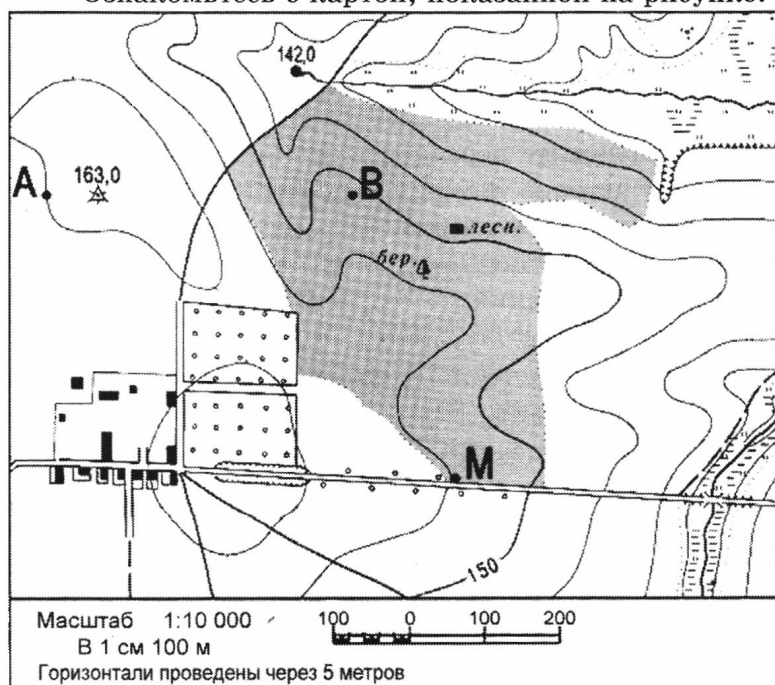 Ознакомьтесь с картой, показанной на рисунке.
142,0
A
163,0
B
лесн.
бер.
M
150
Масштаб 1:10 000
100 0 100 200
В 1 см 100 м
Горизонтали проведены через 5 метров